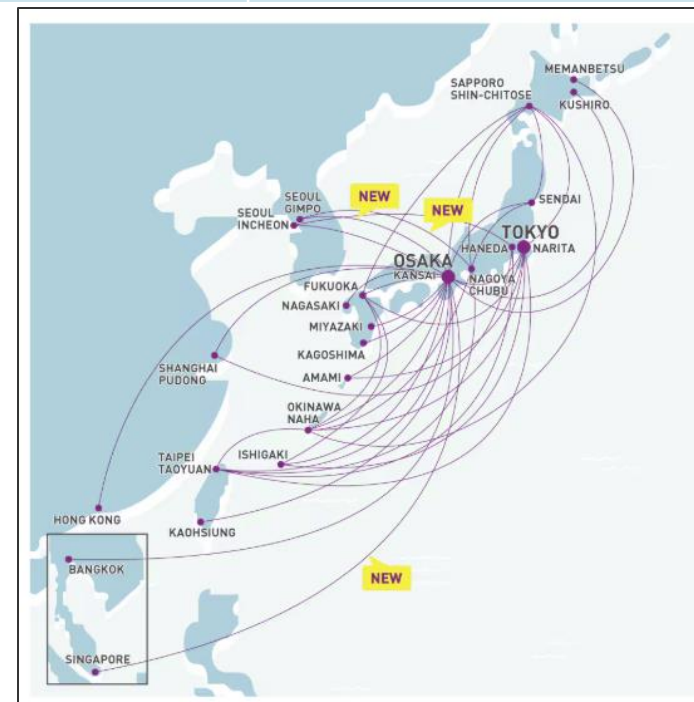 MEMANBETSU
SAPPORO
SHIN-CHITOSE
KUSHIRO
NEW
SEOUL
GIMPO
SEOUL
INCHEON
NEW
SENDAI
TOKYO
HANEDA
NARITA
OSAKA
KANSAI
NAGOYA
CHUBU
FUKUOKA
NAGASAKI
MIYAZAKI
KAGOSHIMA
SHANGHAI
PUDONG
AMAMI
OKINAWA
NAHA
TAIPEI
TAOYUAN
ISHIGAKI
HONG KONG
KAOHSIUNG
BANGKOK
NEW
SINGAPORE